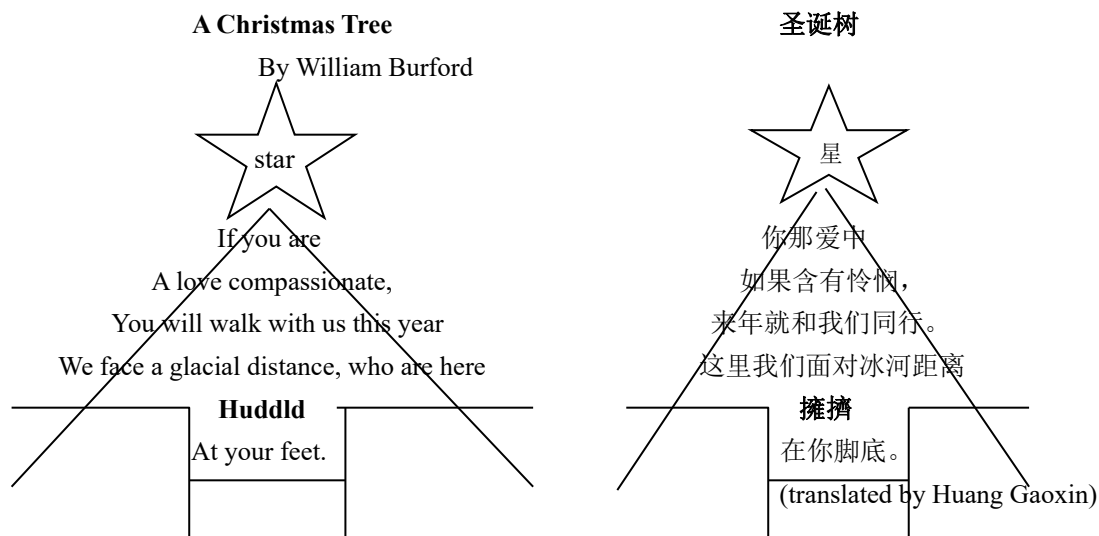 A Christmas Tree
By William Burford
star
If you are
A love compassionate,
You will walk with us this year
We face a glacial distance, who are here
Huddld
At your feet.
圣诞树
星
你那爱中
如果含有怜悯，
来年就和我们同行。
这里我们面对冰河距离
擁擠
在你脚底。
(translated by Huang Gaoxin)